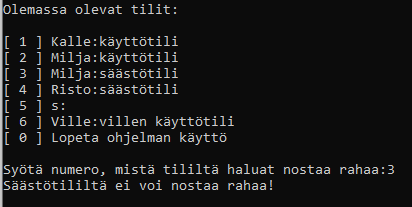 Olemassa olevat tilit:
[ 1 ] Kalle:käyttötili
[ 2 ] Milja:käyttötili
[ 3 ] Milja:säästötili
[ 4 ] Risto:säästötili
[ 5 ] s:
[ 6 ] Ville:villen käyttötili
[ 0 ] Lopeta ohjelman käyttö
Syötä numero, mistä tililtä haluat nostaa rahaa:3
Säästötililtä ei voi nostaa rahaa!